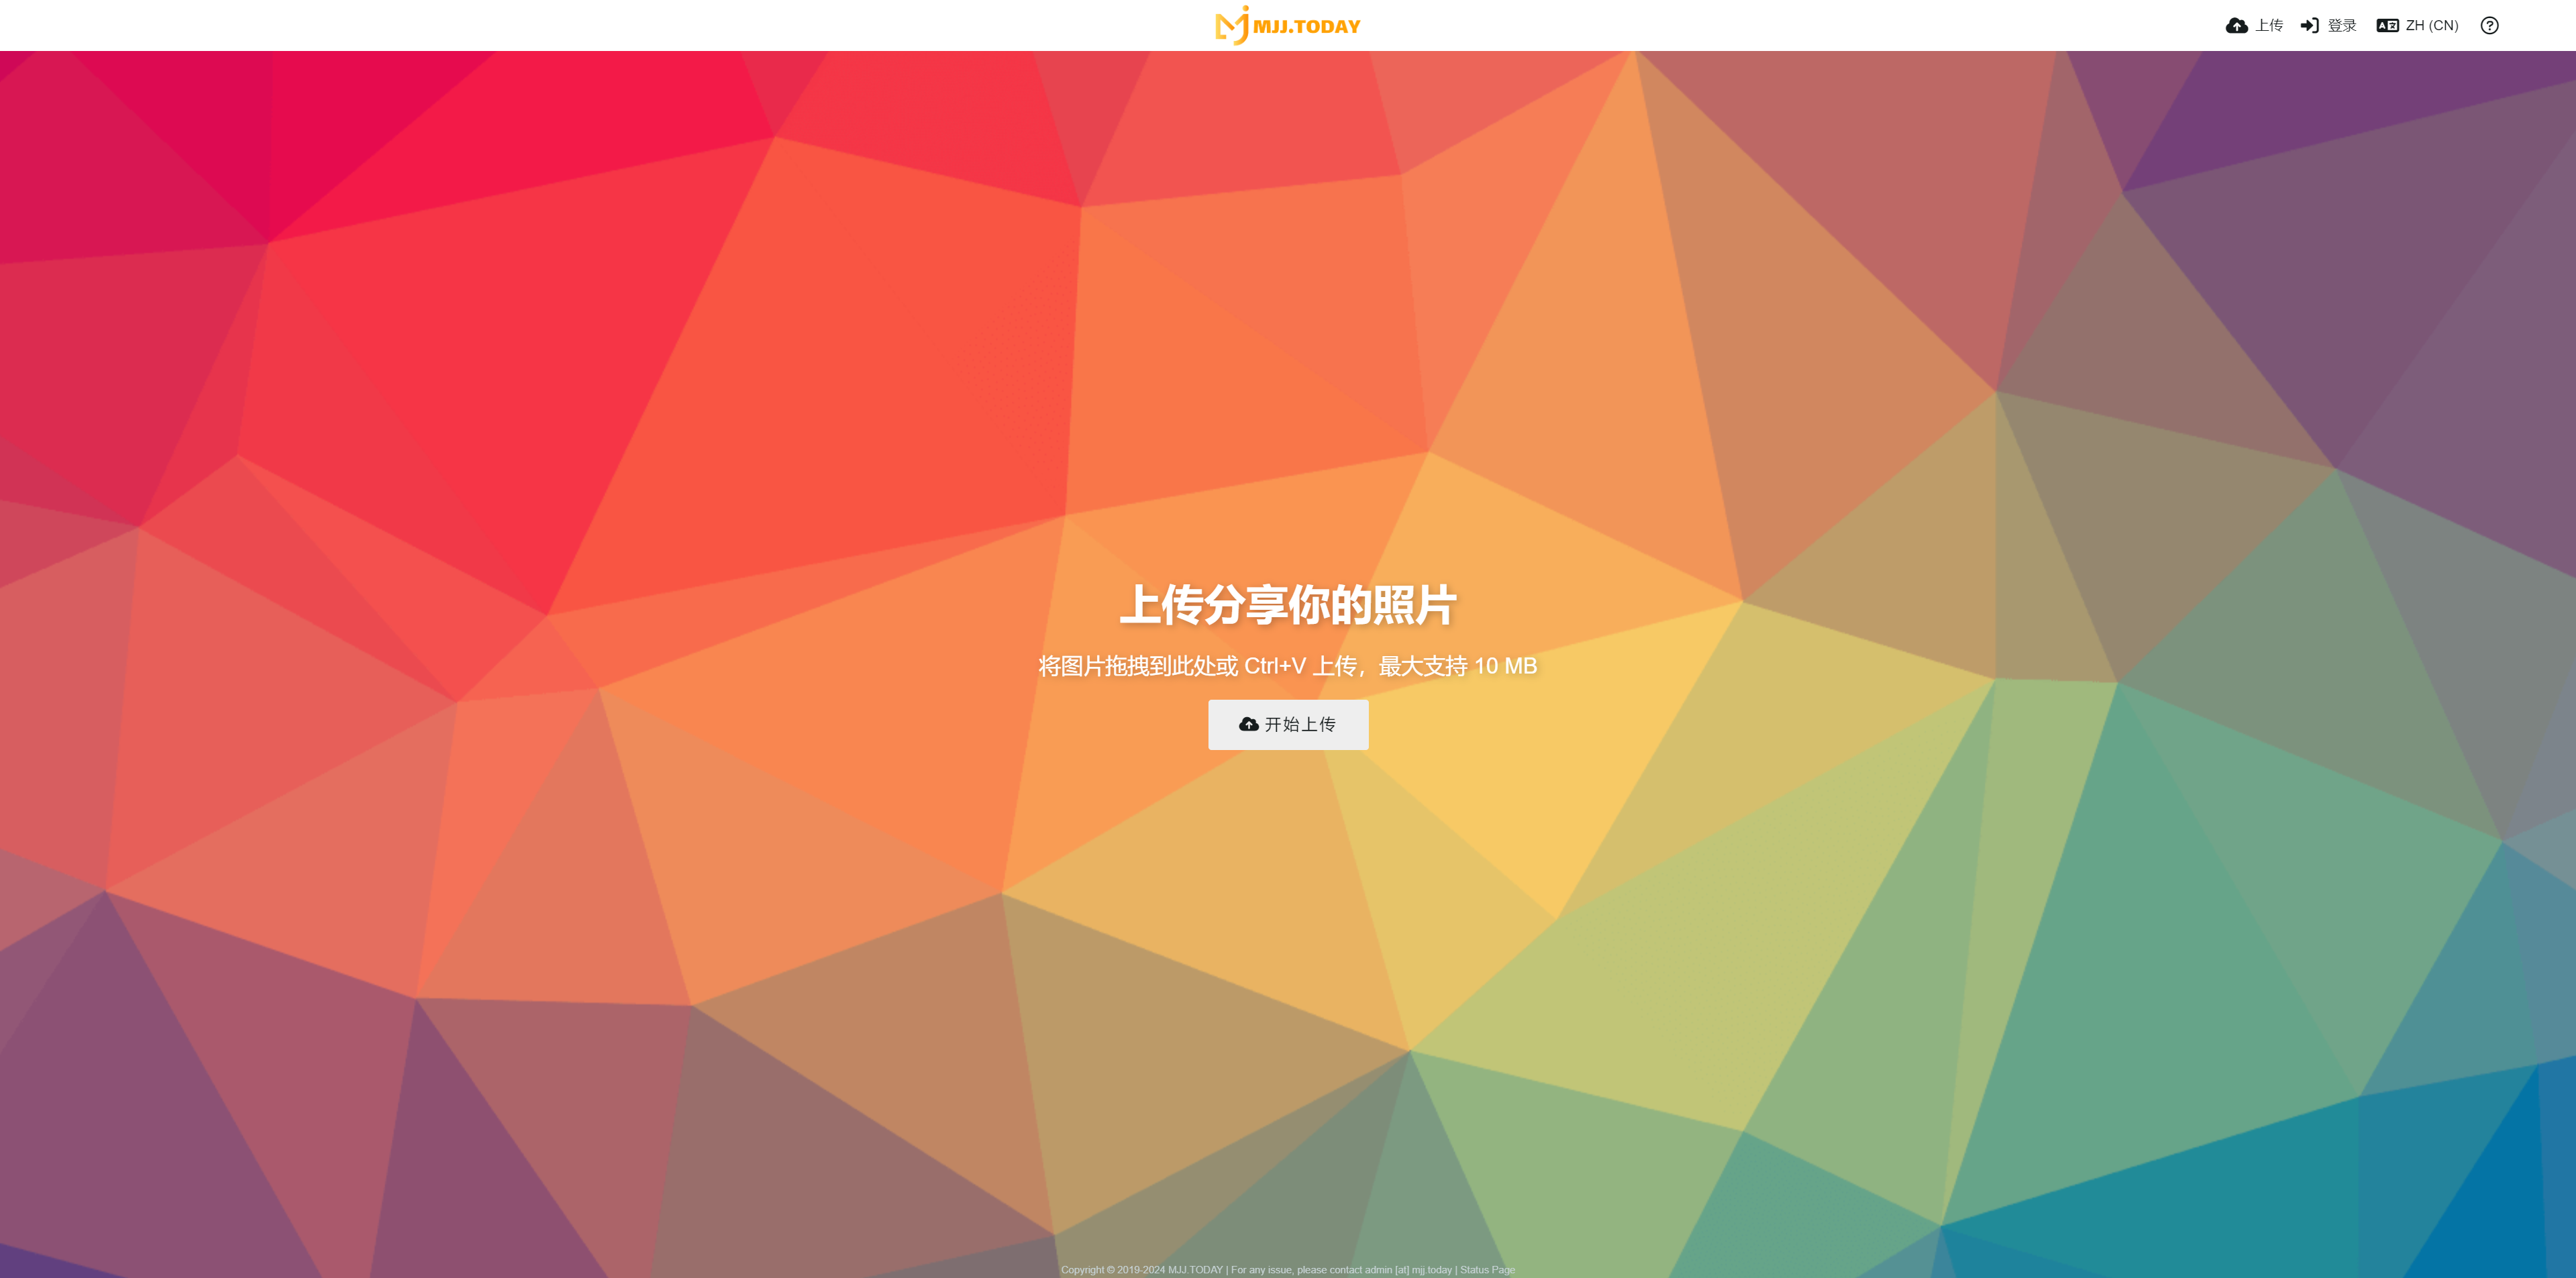 MJJ.TODAY
上传 登录 ZH (CN)
上传分享你的照片
将图片拖拽到此处或 Ctrl+V 上传，最大支持 10 MB
开始上传
Copyright © 2019-2024 MJJ.TODAY | For any issue, please contact admin [at] mjj.today | Status Page